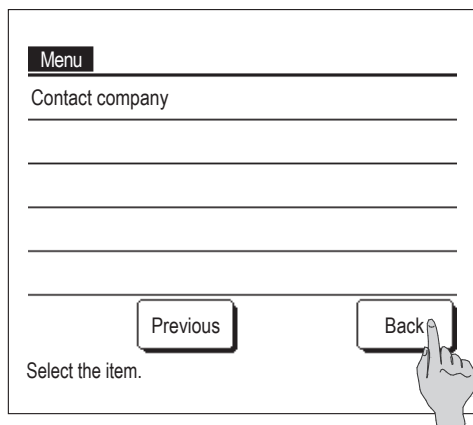 Menu
Contact company
Previous
Back
Select the item.